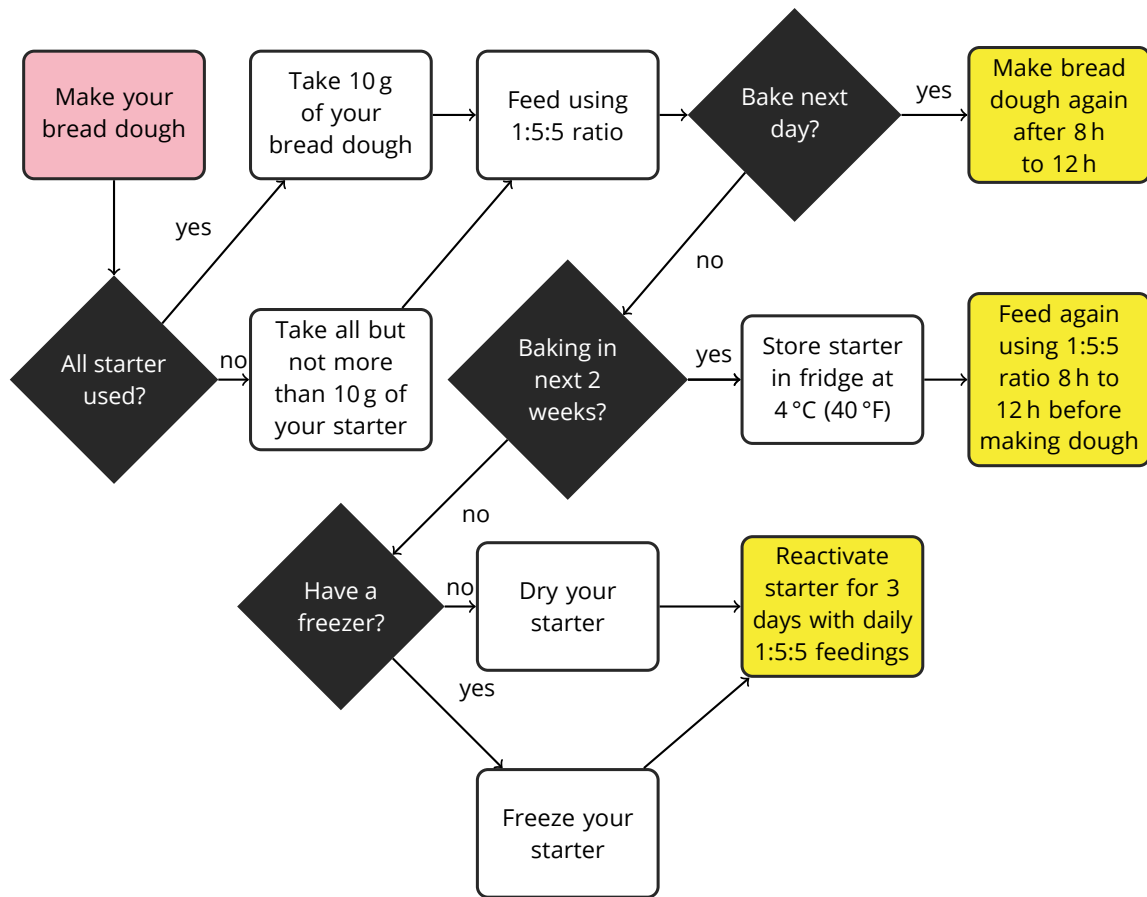 Make your
bread dough
Take 10 g
of your
bread dough
Feed using
1:5:5 ratio
Bake next
day?
yes
Make bread
dough again
after 8 h
to 12 h
yes
no
All starter
used?
no
Take all but
not more
than 10 g of
your starter
Baking in
next 2
weeks?
yes
Store starter
in fridge at
4 °C (40 °F)
Feed again
using 1:5:5
ratio 8 h to
12 h before
making dough
no
Have a
freezer?
no
Dry your
starter
Reactivate
starter for 3
days with daily
1:5:5 feedings
yes
Freeze your
starter